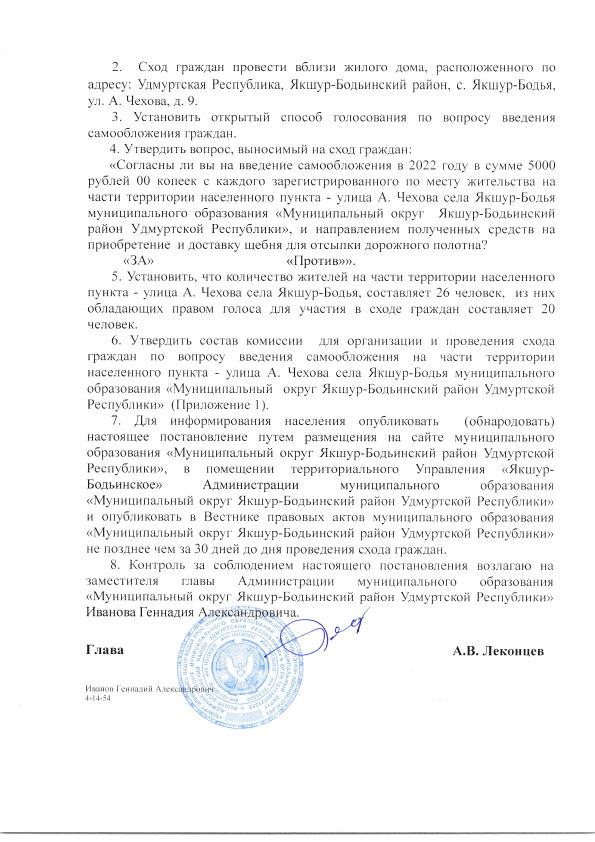 2. Сход граждан провести вблизи жилого дома, расположенного по
адресу: Удмуртская Республика, Якшур-Бодьинский район, с. Якшур-Бодья,
ул. А. Чехова, д. 9.
3. Установить открытый способ голосования по вопросу введения
самообложения граждан.
4. Утвердить вопрос, выносимый на сход граждан:
«Согласны ли вы на введение самообложения в 2022 году в сумме 5000
рублей 00 копеек с каждого зарегистрированного по месту жительства на
части территории населенного пункта - улица А. Чехова села Якшур-Бодья
муниципального образования «Муниципальный округ Якшур-Бодьинский
район Удмуртской Республики», и направлением полученных средств на
приобретение и доставку щебня для отсыпки дорожного полотна?
«ЗА» «Против»».
5. Установить, что количество жителей на части территории населенного
пункта - улица А. Чехова села Якшур-Бодья, составляет 26 человек, из них
обладающих правом голоса для участия в сходе граждан составляет 20
человек.
6. Утвердить состав комиссии для организации и проведения схода
граждан по вопросу введения самообложения на части территории
населенного пункта - улица А. Чехова села Якшур-Бодья муниципального
образования «Муниципальный округ Якшур-Бодьинский район Удмуртской
Республики» (Приложение 1).
7. Для информирования населения опубликовать (обнародовать)
настоящее постановление путем размещения на сайте муниципального
образования «Муниципальный округ Якшур-Бодьинский район Удмуртской
Республики», в помещении территориального Управления «Якшур-
Бодьинское» Администрации муниципального образования
«Муниципальный округ Якшур-Бодьинский район Удмуртской Республики»
и опубликовать в Вестнике правовых актов муниципального образования
«Муниципальный округ Якшур-Бодьинский район Удмуртской Республики»
не позднее чем за 30 дней до дня проведения схода граждан.
8. Контроль за соблюдением настоящего постановления возлагаю на
заместителя главы Администрации муниципального образования
«Муниципальный округ Якшур-Бодьинский район Удмуртской Республики»
Иванова Геннадия Александровича.
Глава А.В. Леконцев
Иванов Геннадий Александрович
4-14-54